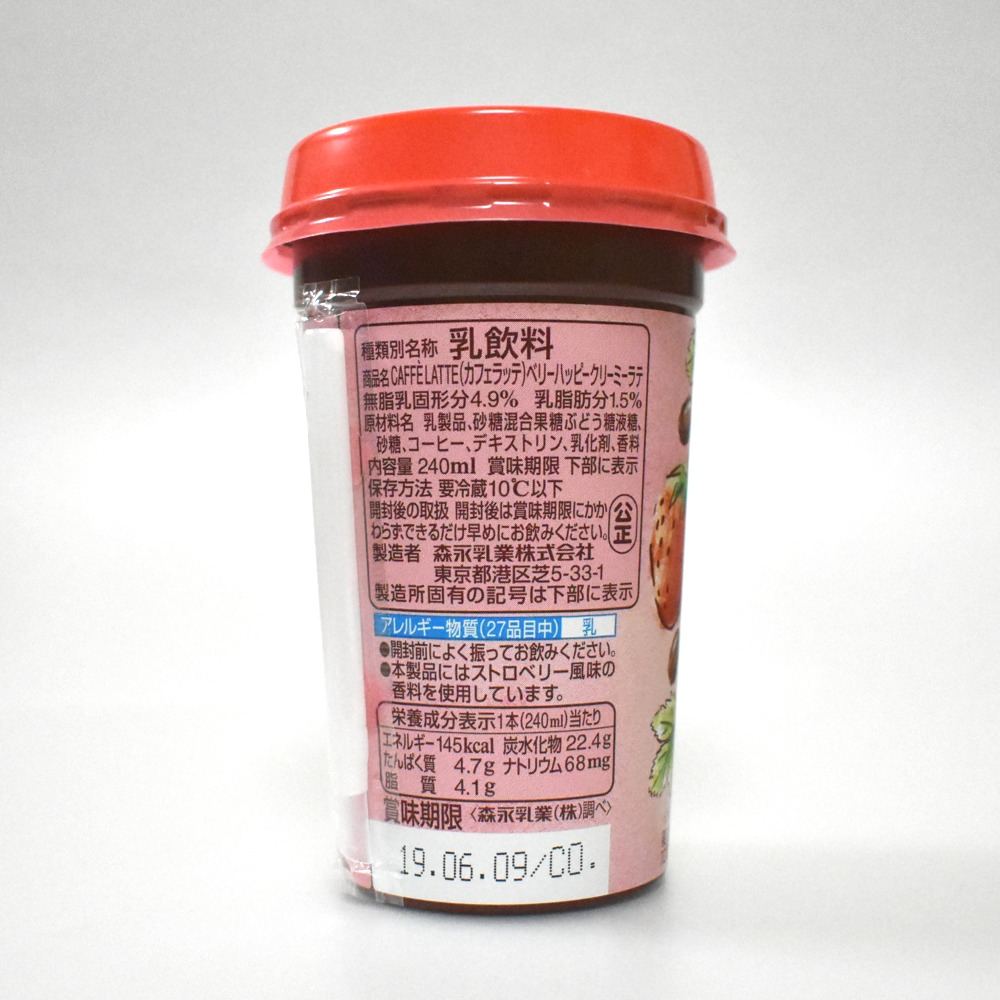 種類別名称 乳飲料
商品名 CAFFÈ LATTE(カフェラッテ)ベリーハッピークリーミーラテ
無脂乳固形分4.9% 乳脂肪分1.5%
原材料名 乳製品、砂糖混合果糖ぶどう糖液糖、
砂糖、コーヒー、デキストリン、乳化剤、香料
内容量 240ml 賞味期限 下部に表示
保存方法 要冷蔵10℃以下
開封後の取扱 開封後は賞味期限にかか
わらず、できるだけ早めにお飲みください。
公正
製造者 森永乳業株式会社
東京都港区芝5-33-1
製造所固有の記号は下部に表示
アレルギー物質(27品目中) 乳
●開封前によく振ってお飲みください。
●本製品にはストロベリー風味の
香料を使用しています。
栄養成分表示1本(240ml)当たり
エネルギー145kcal 炭水化物 22.4g
たんぱく質 4.7g ナトリウム68mg
脂質 4.1g
賞味期限〈森永乳業(株)調べ〉
19.06.09/CO.